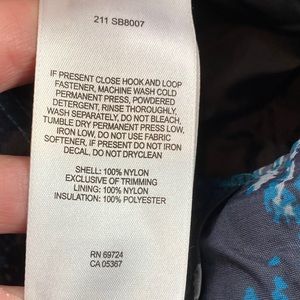 211 SB8007
IF PRESENT CLOSE HOOK AND LOOP
FASTENER, MACHINE WASH COLD
PERMANENT PRESS, POWDERED
DETERGENT, RINSE THOROUGHLY,
WASH SEPARATELY, DO NOT BLEACH,
TUMBLE DRY PERMANENT PRESS LOW,
IRON LOW, DO NOT USE FABRIC
SOFTENER, IF PRESENT DO NOT IRON
DECAL, DO NOT DRYCLEAN
SHELL: 100% NYLON
EXCLUSIVE OF TRIMMING
LINING: 100% NYLON
INSULATION: 100% POLYESTER
RN 69724
CA 05367